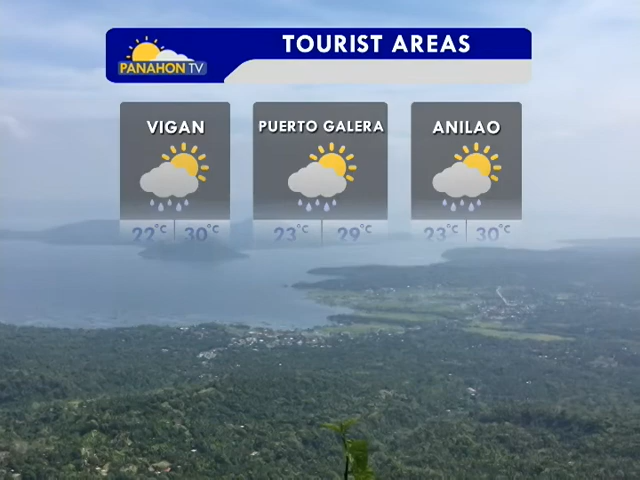 PANAHON TV
TOURIST AREAS
VIGAN
22°C 30°C
PUERTO GALERA
23°C 29°C
ANILAO
23°C 30°C